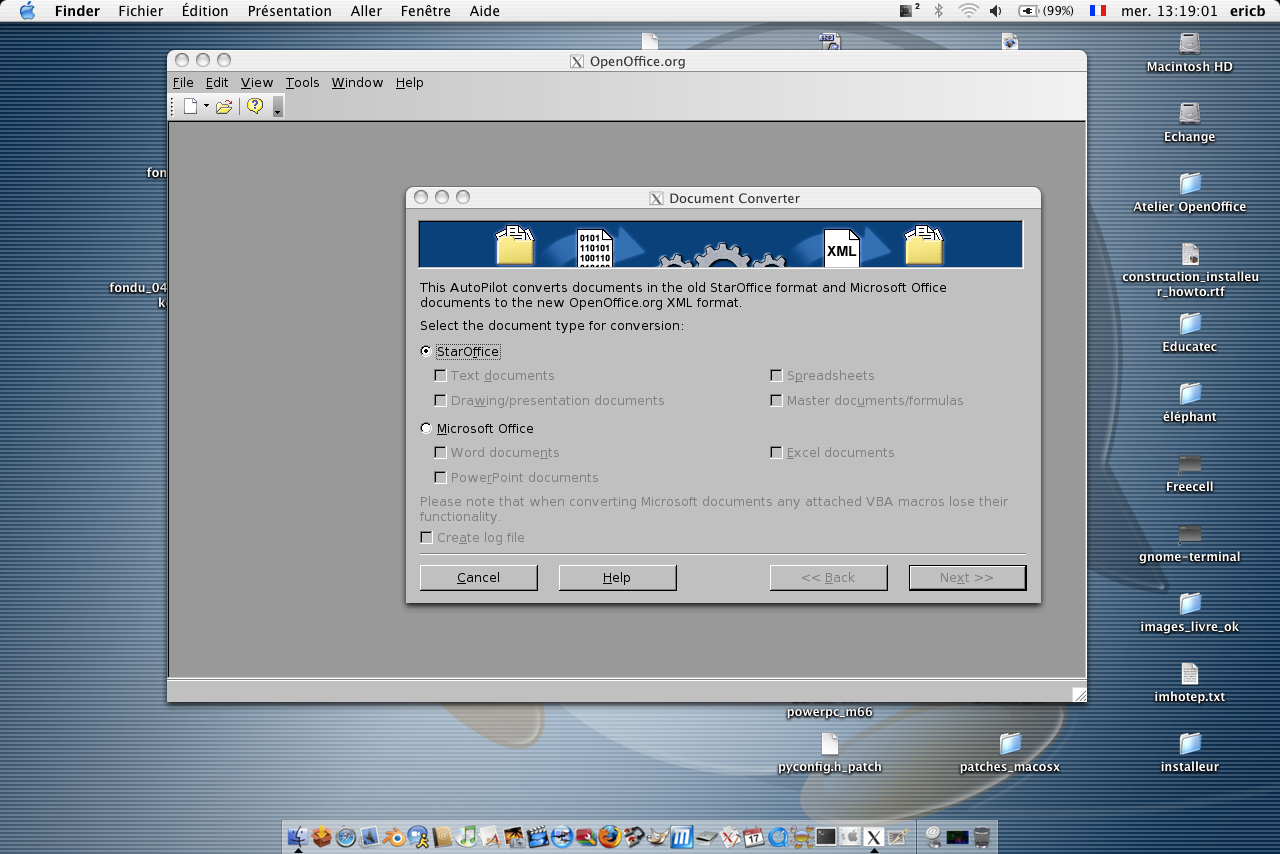 Finder Fichier Édition Présentation Aller Fenêtre Aide 2 (99%) mer. 13:19:01 ericb
OpenOffice.org
File Edit View Tools Window Help
Document Converter
0101
110101
100110
XML
This AutoPilot converts documents in the old StarOffice format and Microsoft Office
documents to the new OpenOffice.org XML format.
Select the document type for conversion:
StarOffice
Text documents Spreadsheets
Drawing/presentation documents Master documents/formulas
Microsoft Office
Word documents Excel documents
PowerPoint documents
Please note that when converting Microsoft documents any attached VBA macros lose their
functionality.
Create log file
Cancel Help << Back Next >>
fon
fondu_04
k
Macintosh HD
Echange
Atelier OpenOffice
construction_installeu
r_howto.rtf
Educatec
éléphant
Freecell
gnome-terminal
images_livre_ok
imhotep.txt
installeur
powerpc_m66
pyconfig.h_patch
patches_macosx
17